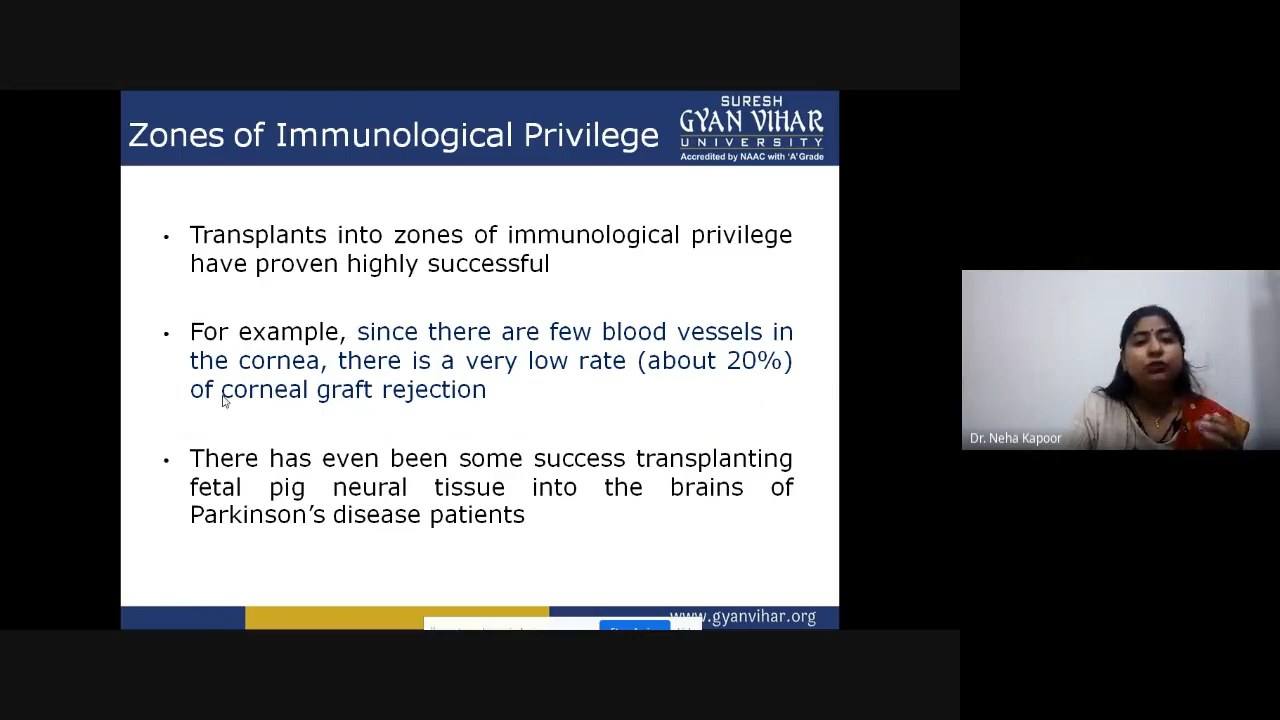 Zones of Immunological Privilege
SURESH
GYAN VIHAR
UNIVERSITY
Accredited by NAAC with 'A' Grade
• Transplants into zones of immunological privilege
have proven highly successful
• For example, since there are few blood vessels in
the cornea, there is a very low rate (about 20%)
of corneal graft rejection
• There has even been some success transplanting
fetal pig neural tissue into the brains of
Parkinson's disease patients
www.gyanvihar.org
Dr. Neha Kapoor